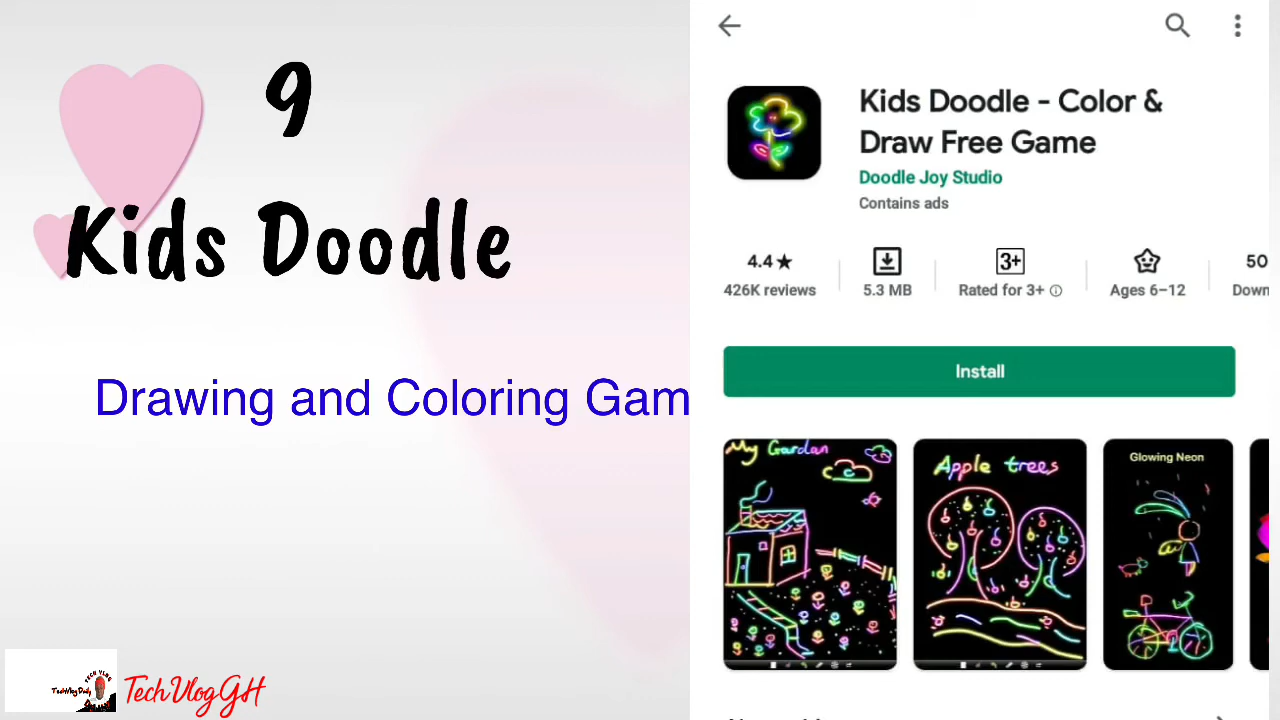 9
Kids Doodle
Drawing and Coloring Gam
TechVlogGH
Kids Doodle - Color &
Draw Free Game
Doodle Joy Studio
Contains ads
4.4★
426K reviews
5.3 MB
3+
Rated for 3+
Ages 6–12
50
Down
Install
My Gardan
Apple trees
Glowing Neon